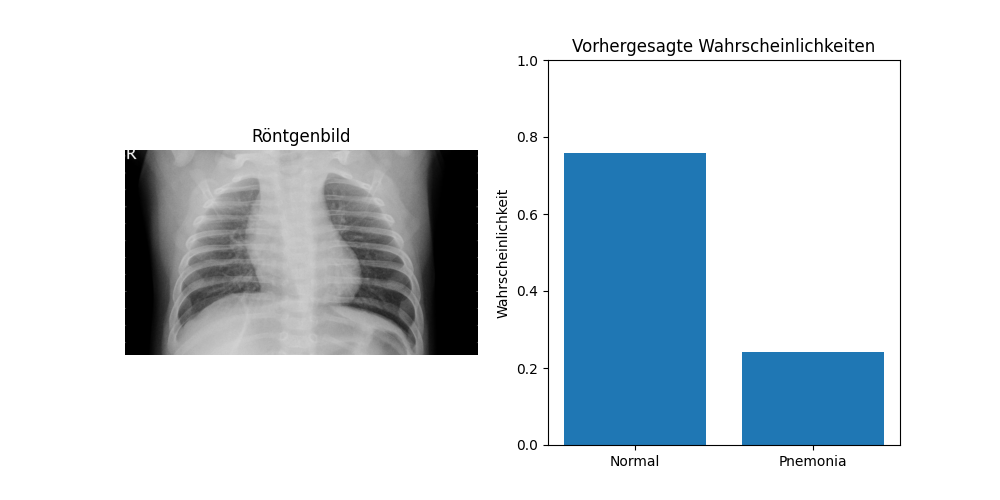 Röntgenbild
R
Vorhergesagte Wahrscheinlichkeiten
Wahrscheinlichkeit
1.0
0.8
0.6
0.4
0.2
0.0
Normal
Pnemonia